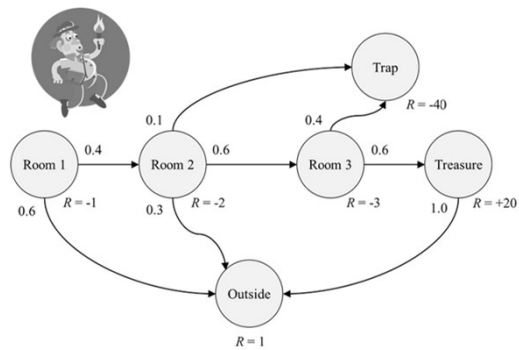 Trap
R = -40
0.1
0.4
Room 1
0.4
Room 2
0.6
Room 3
0.6
Treasure
0.6
R = -1
0.3
R = -2
R = -3
1.0
R = +20
Outside
R = 1